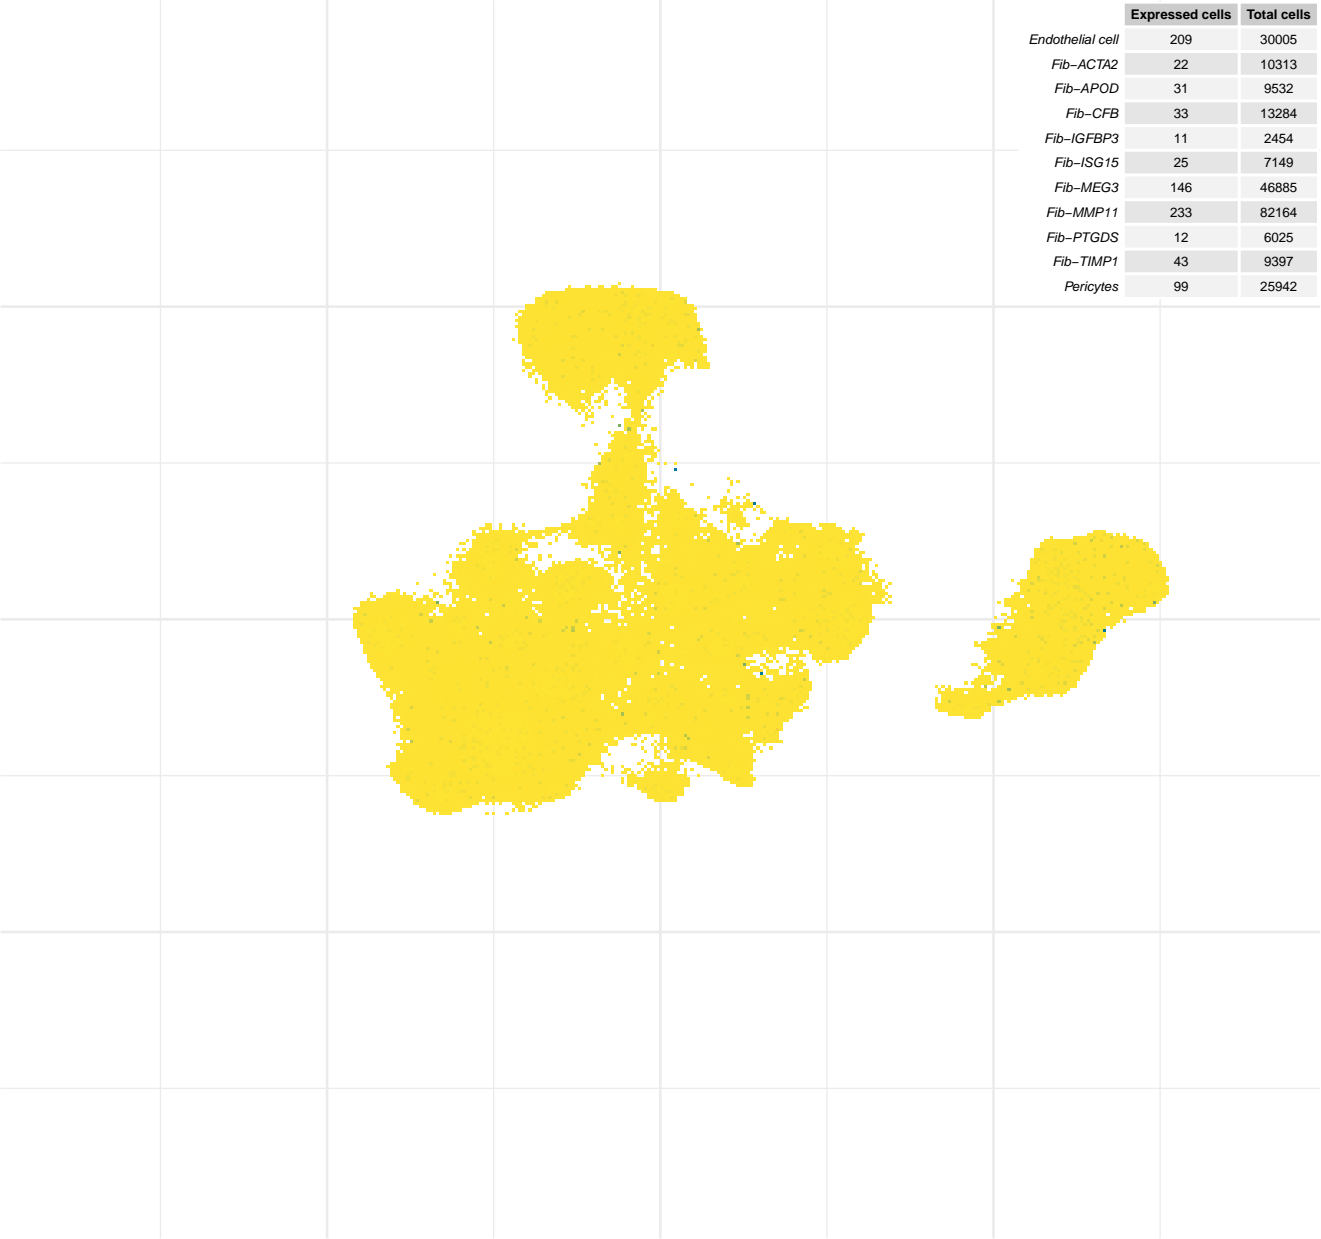 Expressed cells Total cells
Endothelial cell 209 30005
Fib−ACTA2 22 10313
Fib−APOD 31 9532
Fib−CFB 33 13284
Fib−IGFBP3 11 2454
Fib−ISG15 25 7149
Fib−MEG3 146 46885
Fib−MMP11 233 82164
Fib−PTGDS 12 6025
Fib−TIMP1 43 9397
Pericytes 99 25942